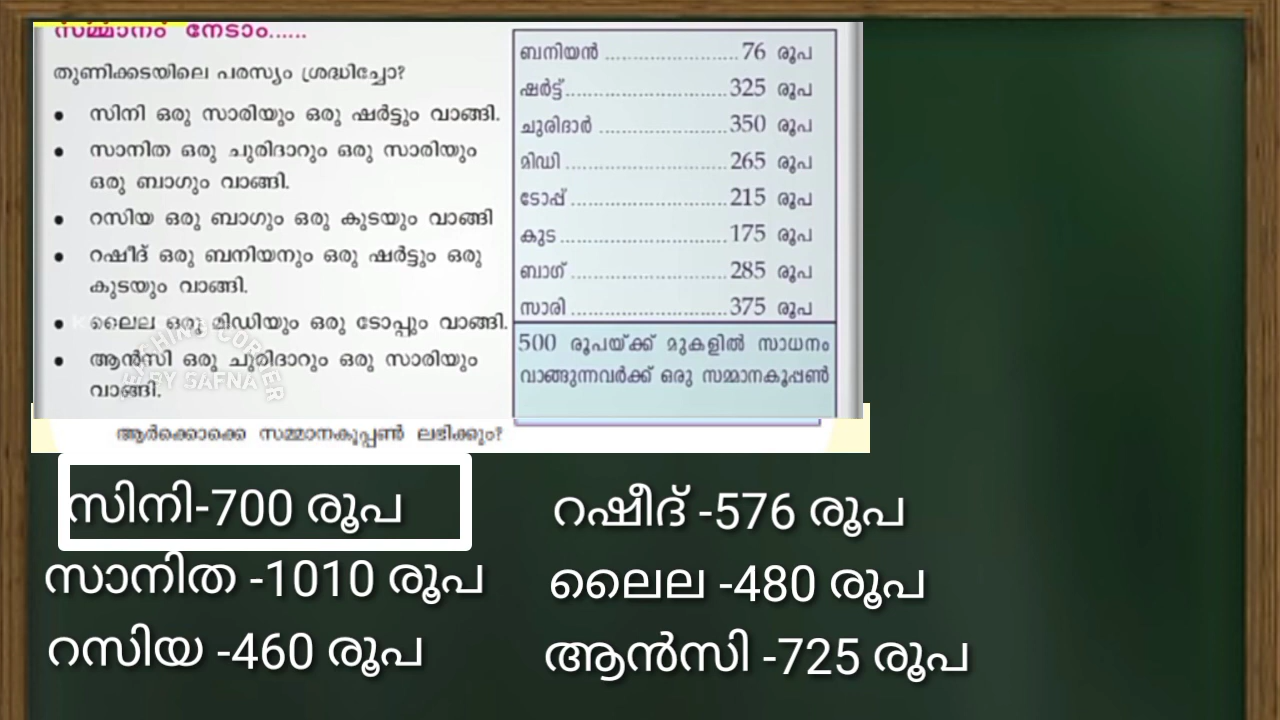 സമ്മാനം നേടാം......
തുണിക്കടയിലെ പരസ്യം ശ്രദ്ധിച്ചോ?
• സിനി ഒരു സാരിയും ഒരു ഷർട്ടും വാങ്ങി.
• സാനിത ഒരു ചുരിദാറും ഒരു സാരിയും
ഒരു ബാഗും വാങ്ങി.
• റസിയ ഒരു ബാഗും ഒരു കുടയും വാങ്ങി
• റഷീദ് ഒരു ബനിയനും ഒരു ഷർട്ടും ഒരു
കുടയും വാങ്ങി.
• ലൈല ഒരു മിഡിയും ഒരു ടോപ്പും വാങ്ങി.
• ആൻസി ഒരു ചുരിദാറും ഒരു സാരിയും
വാങ്ങി.
ബനിയൻ ........................ 76 രൂപ
ഷർട്ട്.............................. 325 രൂപ
ചുരിദാർ ....................... 350 രൂപ
മിഡി ............................. 265 രൂപ
ടോപ്പ് ............................ 215 രൂപ
കുട .............................. 175 രൂപ
ബാഗ് ............................ 285 രൂപ
സാരി ............................ 375 രൂപ
500 രൂപയ്ക്ക് മുകളിൽ സാധനം
വാങ്ങുന്നവർക്ക് ഒരു സമ്മാനകൂപ്പൺ
ആർക്കൊക്കെ സമ്മാനകൂപ്പൺ ലഭിക്കും?
CORNER
BY SAFNA
സിനി-700 രൂപ
സാനിത -1010 രൂപ
റസിയ -460 രൂപ
റഷീദ് -576 രൂപ
ലൈല -480 രൂപ
ആൻസി -725 രൂപ